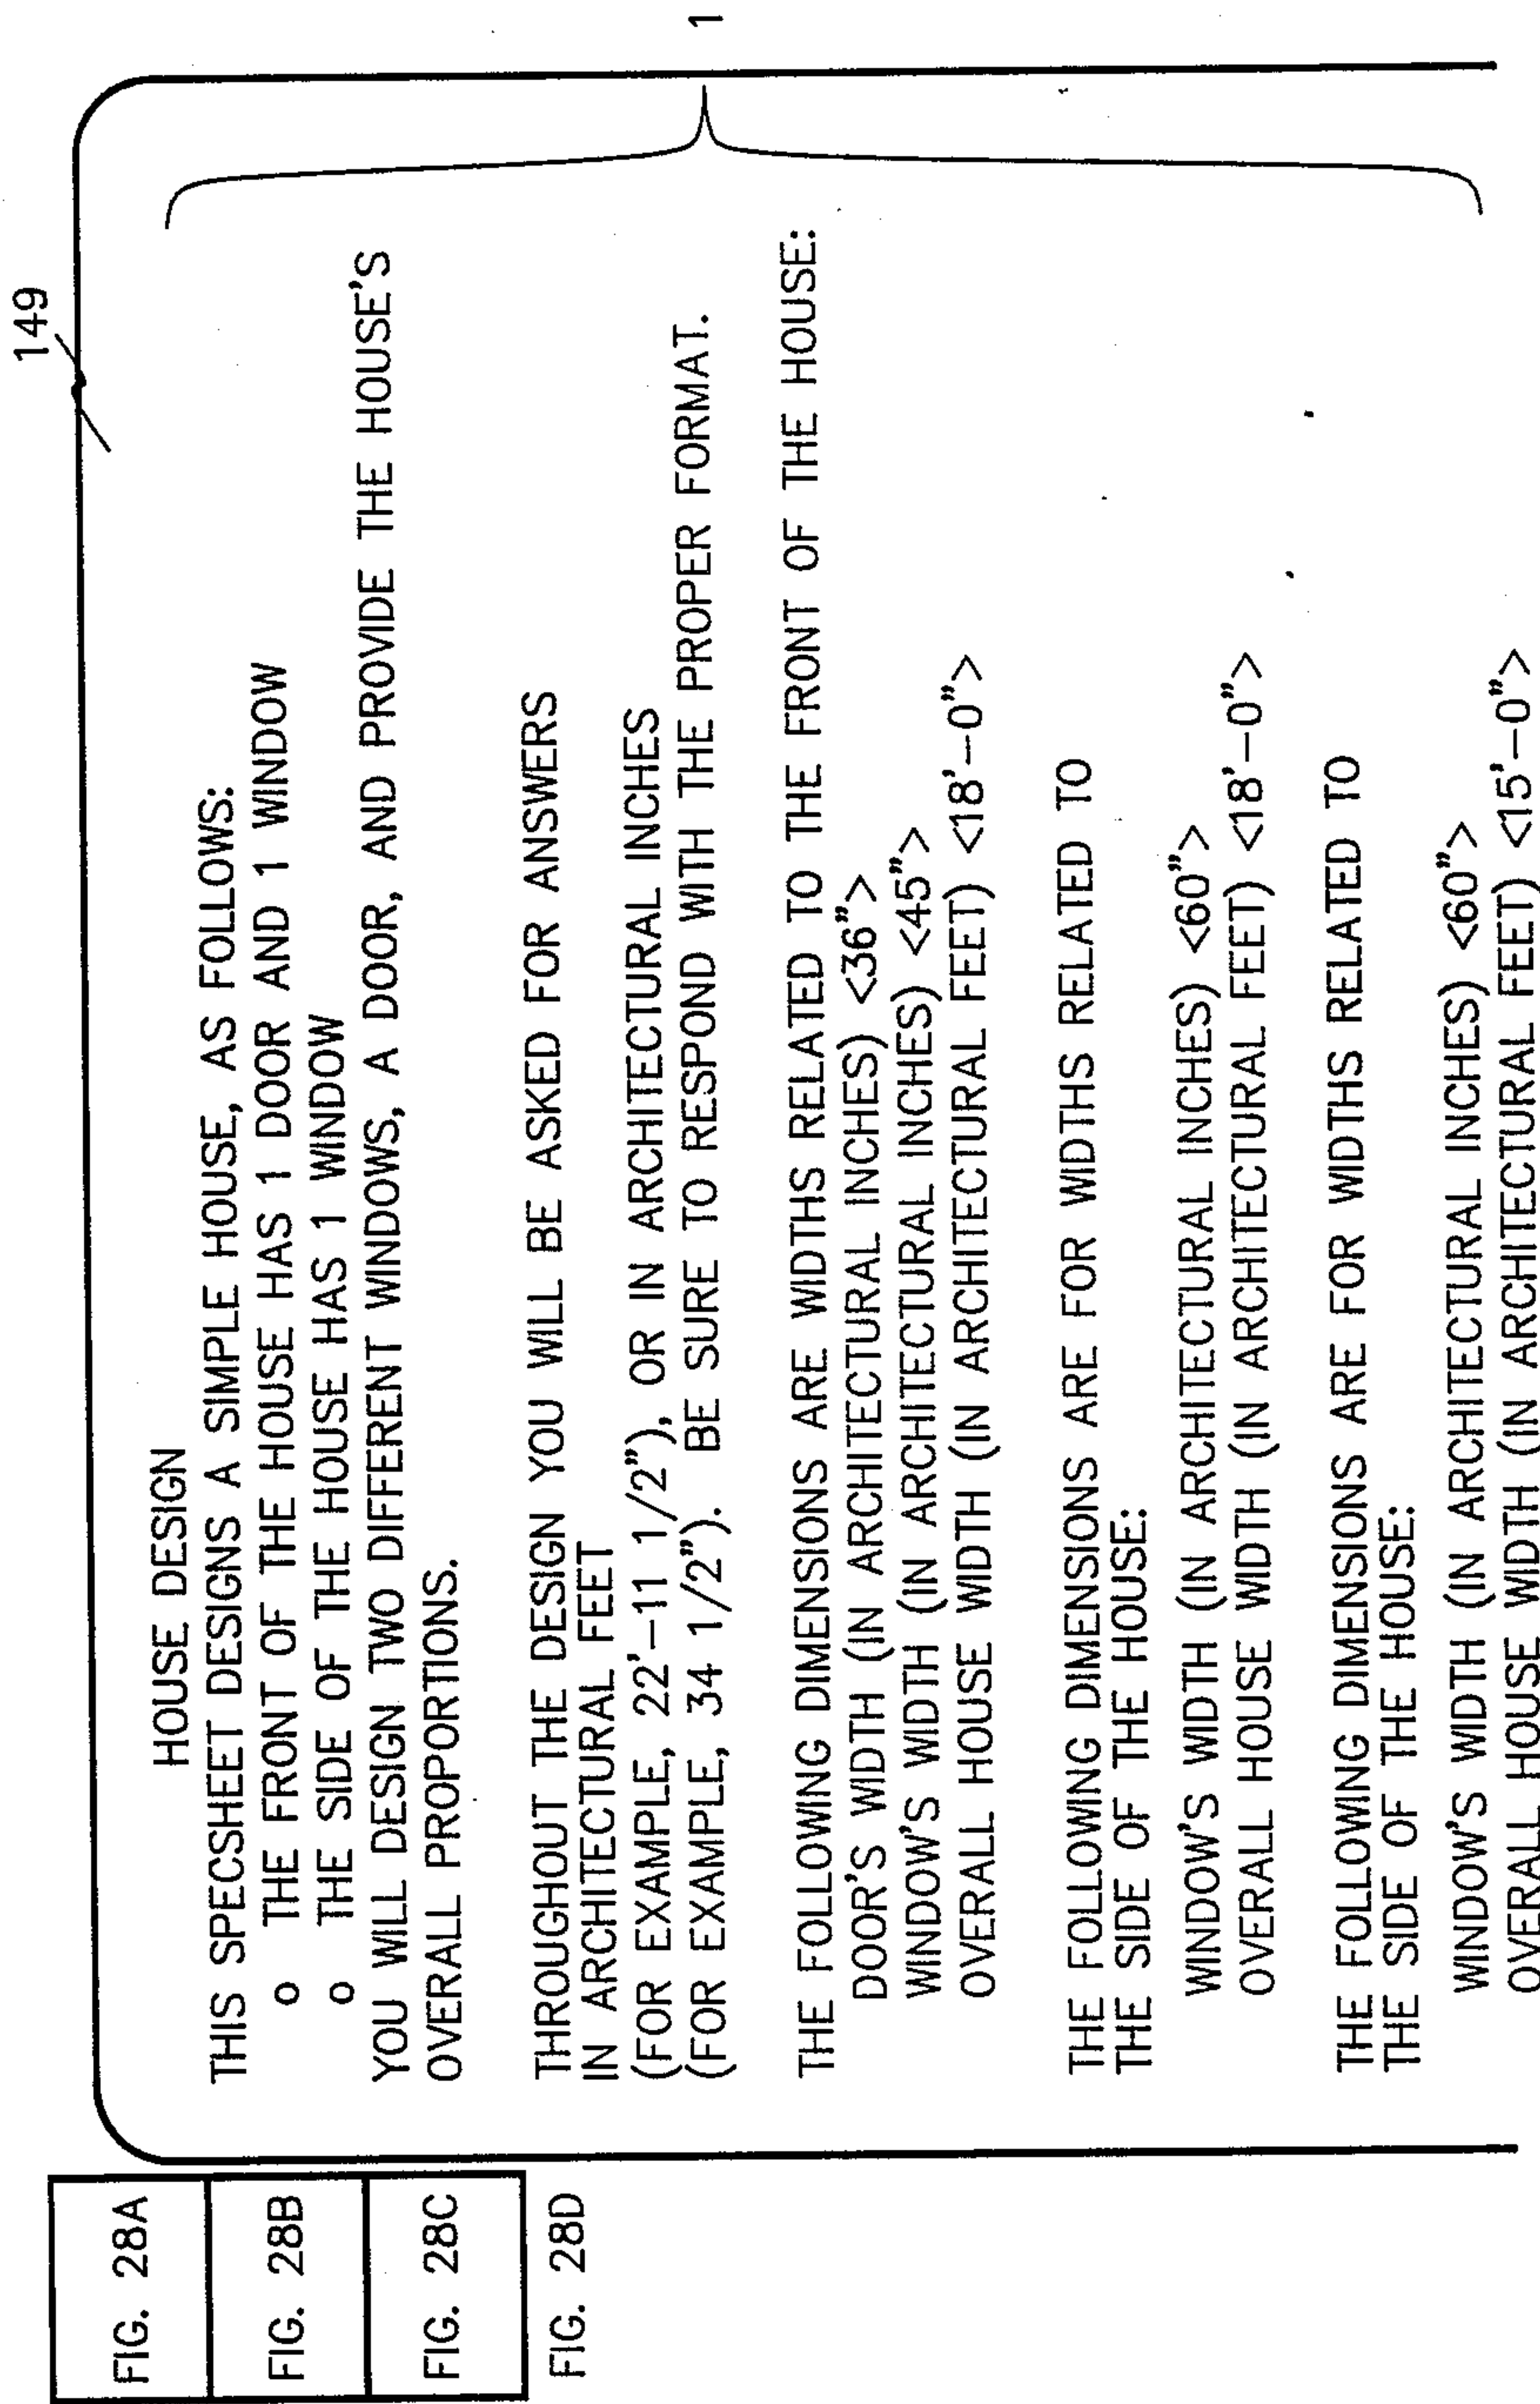 FIG. 28A
FIG. 28B
FIG. 28C
FIG. 28D
149
HOUSE DESIGN
THIS SPECSHEET DESIGNS A SIMPLE HOUSE, AS FOLLOWS:
o THE FRONT OF THE HOUSE HAS 1 DOOR AND 1 WINDOW
o THE SIDE OF THE HOUSE HAS 1 WINDOW
YOU WILL DESIGN TWO DIFFERENT WINDOWS, A DOOR, AND PROVIDE THE HOUSE'S
OVERALL PROPORTIONS.
THROUGHOUT THE DESIGN YOU WILL BE ASKED FOR ANSWERS
IN ARCHITECTURAL FEET
(FOR EXAMPLE, 22'-11 1/2"), OR IN ARCHITECTURAL INCHES
(FOR EXAMPLE, 34 1/2"). BE SURE TO RESPOND WITH THE PROPER FORMAT.
1
THE FOLLOWING DIMENSIONS ARE WIDTHS RELATED TO THE FRONT OF THE HOUSE:
DOOR'S WIDTH (IN ARCHITECTURAL INCHES) <36">
WINDOW'S WIDTH (IN ARCHITECTURAL INCHES) <45">
OVERALL HOUSE WIDTH (IN ARCHITECTURAL FEET) <18'-0">
THE FOLLOWING DIMENSIONS ARE FOR WIDTHS RELATED TO
THE SIDE OF THE HOUSE:
WINDOW'S WIDTH (IN ARCHITECTURAL INCHES) <60">
OVERALL HOUSE WIDTH (IN ARCHITECTURAL FEET) <18'-0">
THE FOLLOWING DIMENSIONS ARE FOR WIDTHS RELATED TO
THE SIDE OF THE HOUSE:
WINDOW'S WIDTH (IN ARCHITECTURAL INCHES) <60">
OVERALL HOUSE WIDTH (IN ARCHITECTURAL FEET) <15'-0">